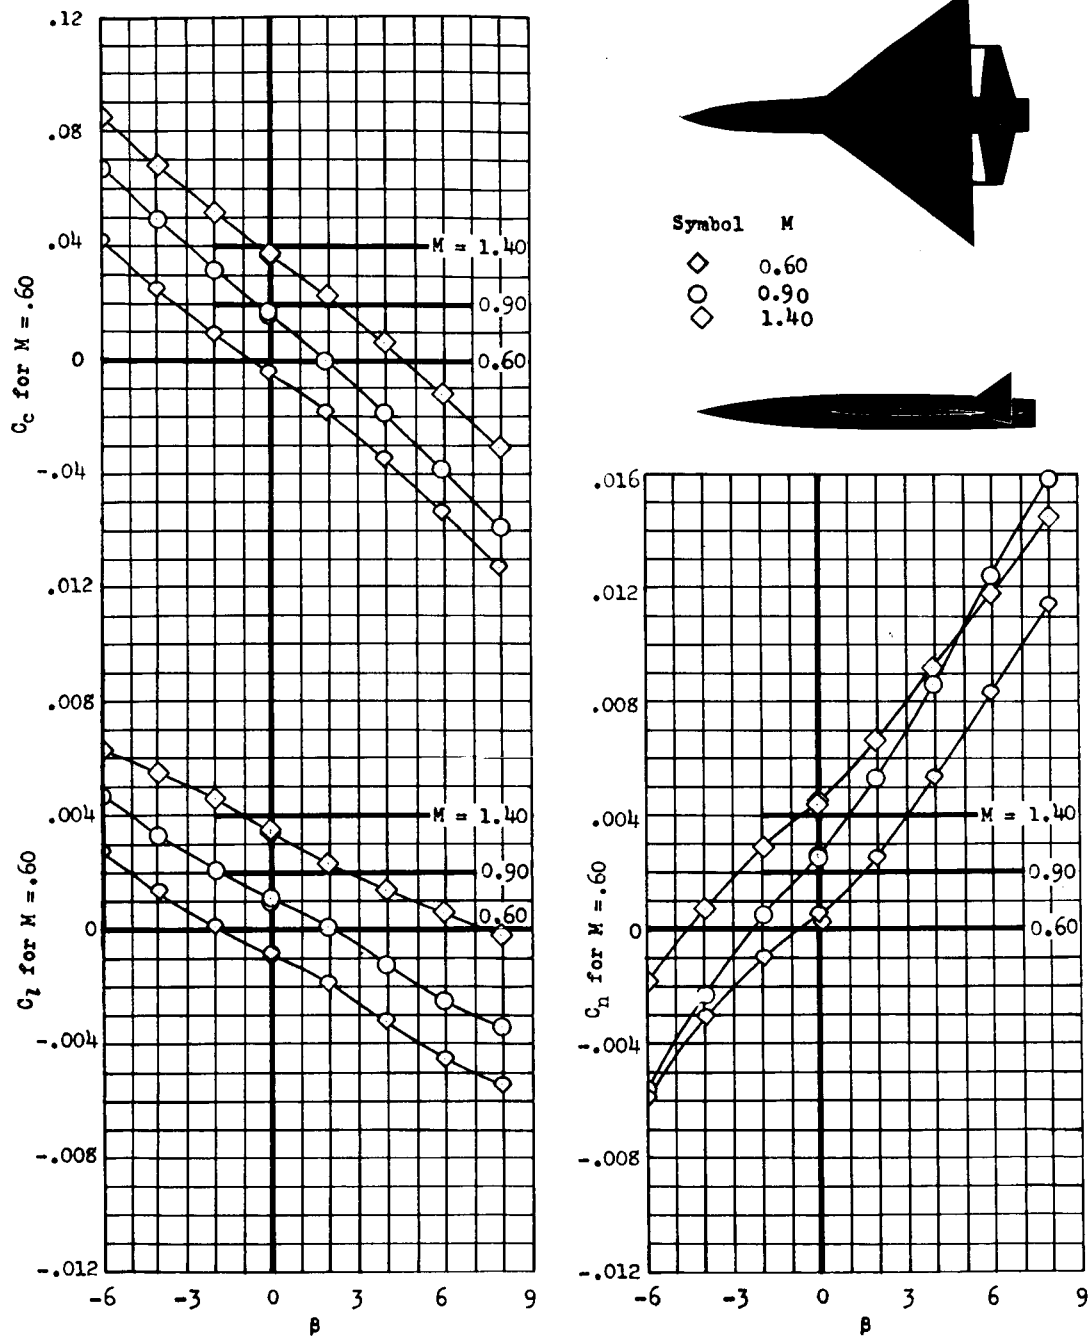 .12
.08
.04
0
-.04
C_c for M = .60
M = 1.40
0.90
0.60
Symbol M
0.60
0.90
1.40
.012
.008
.004
0
-.004
-.008
-.012
C_l for M = .60
M = 1.40
0.90
0.60
-6 -3 0 3 6 9
β
.016
.012
.008
.004
0
-.004
-.008
-.012
C_n for M = .60
M = 1.40
0.90
0.60
-6 -3 0 3 6 9
β